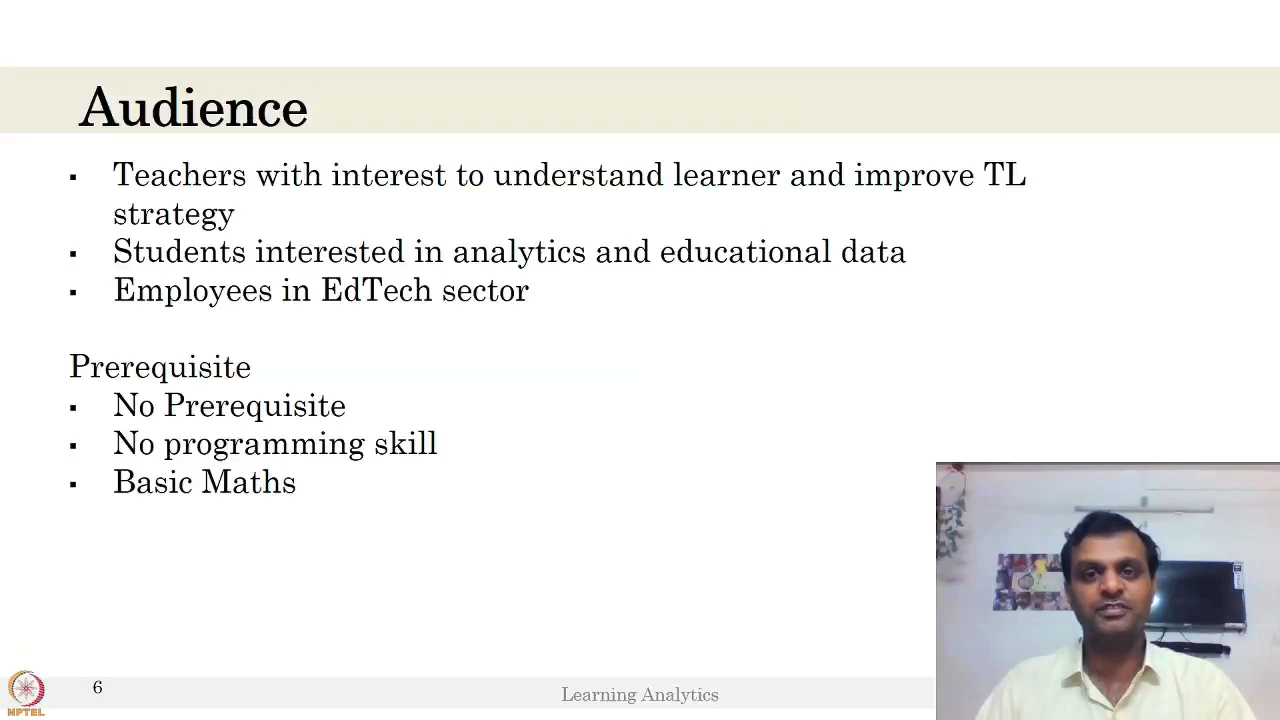 Audience
▪ Teachers with interest to understand learner and improve TL
strategy
▪ Students interested in analytics and educational data
▪ Employees in EdTech sector
Prerequisite
▪ No Prerequisite
▪ No programming skill
▪ Basic Maths
NPTEL
6
Learning Analytics